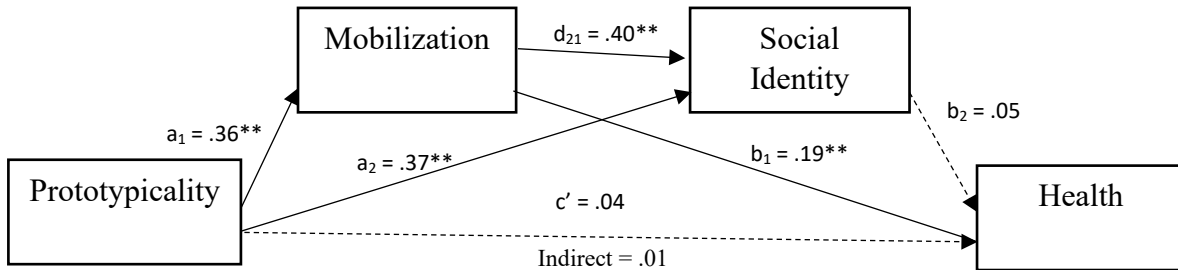 Mobilization
d₂₁ = .40**
Social
Identity
a₁ = .36**
a₂ = .37**
b₁ = .19**
b₂ = .05
Prototypicality
c’ = .04
Health
Indirect = .01